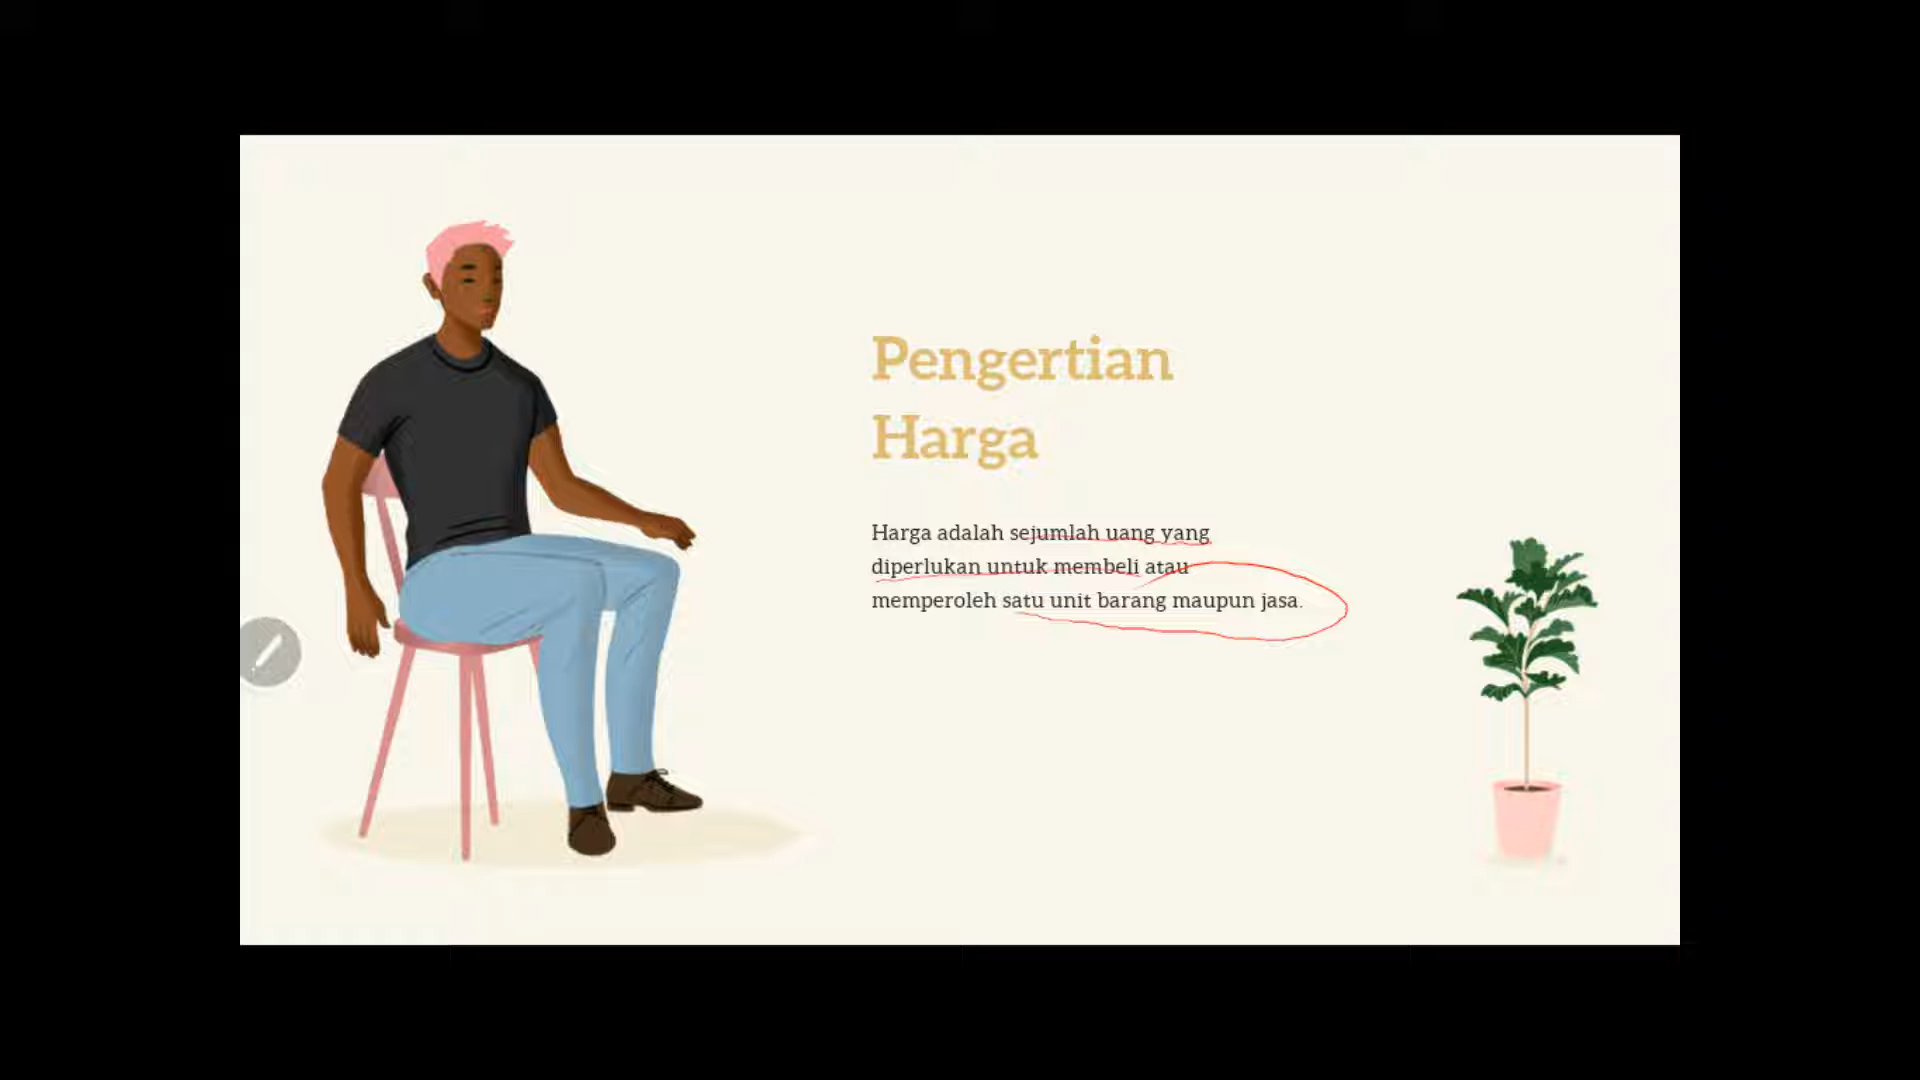 Pengertian
Harga
Harga adalah sejumlah uang yang
diperlukan untuk membeli atau
memperoleh satu unit barang maupun jasa.